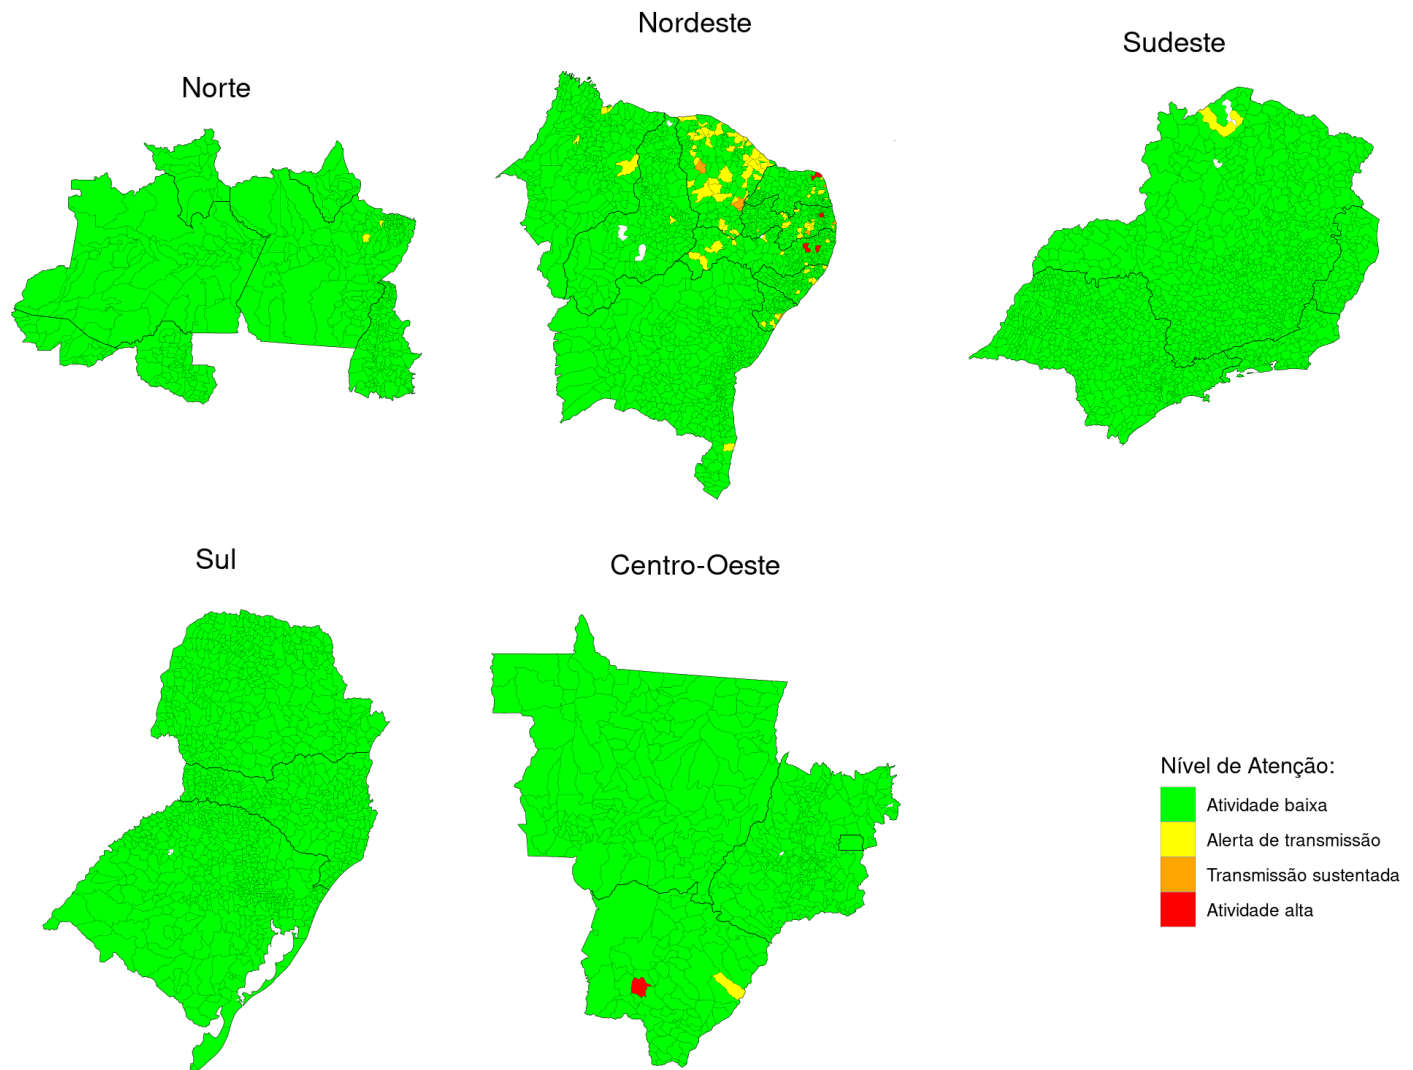 Nordeste
Sudeste
Norte
Sul
Centro-Oeste
Nível de Atenção:
Atividade baixa
Alerta de transmissão
Transmissão sustentada
Atividade alta